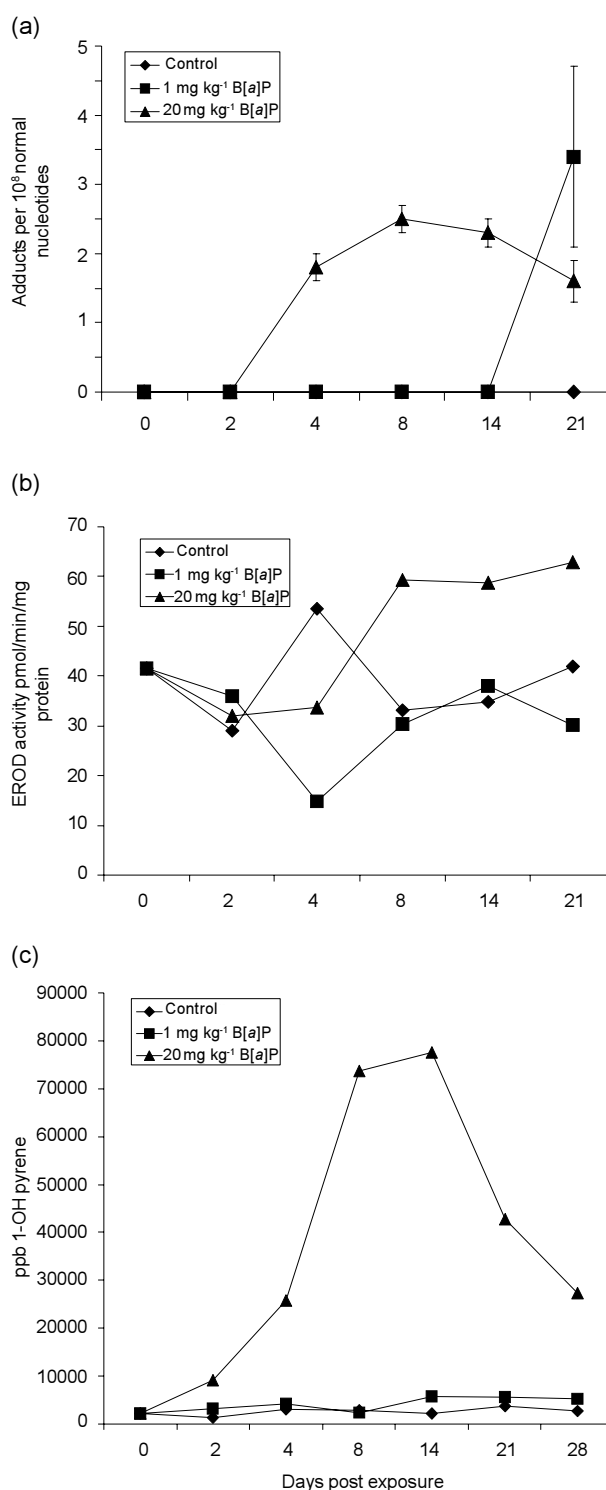 (a)
Adducts per 10⁸ normal
nucleotides
5
4
3
2
1
0
Control
1 mg kg⁻¹ B[a]P
20 mg kg⁻¹ B[a]P
0 2 4 8 14 21
(b)
EROD activity pmol/min/mg
protein
70
60
50
40
30
20
10
0
Control
1 mg kg⁻¹ B[a]P
20 mg kg⁻¹ B[a]P
0 2 4 8 14 21
(c)
ppb 1-OH pyrene
90000
80000
70000
60000
50000
40000
30000
20000
10000
0
Control
1 mg kg⁻¹ B[a]P
20 mg kg⁻¹ B[a]P
0 2 4 8 14 21 28
Days post exposure